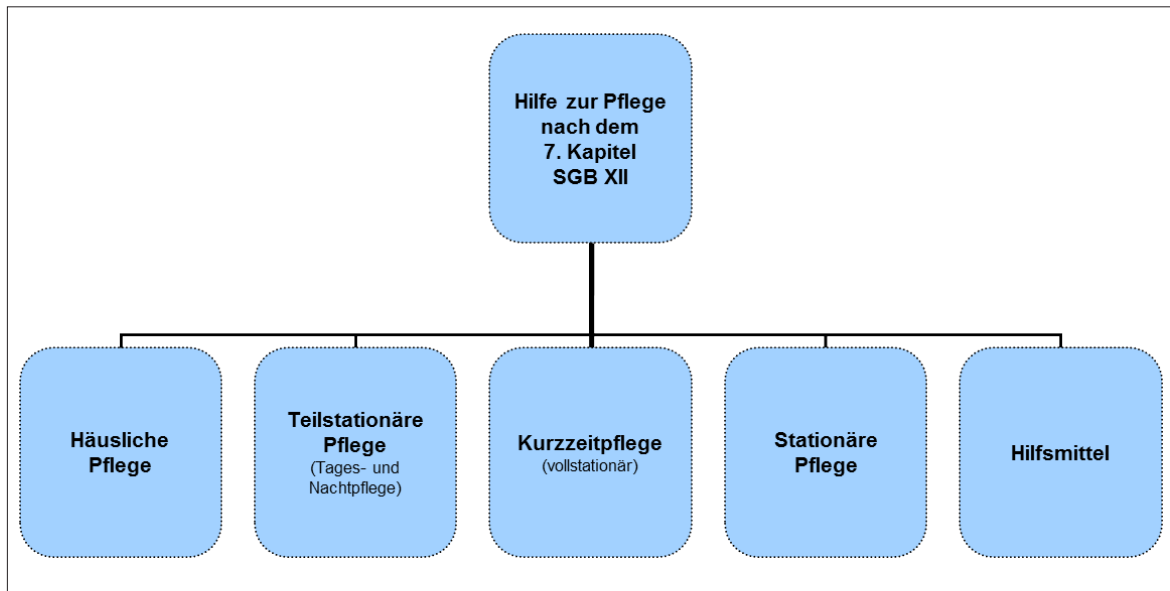 Hilfe zur Pflege
nach dem
7. Kapitel
SGB XII
Häusliche
Pflege
Teilstationäre
Pflege
(Tages- und
Nachtpflege)
Kurzzeitpflege
(vollstationär)
Stationäre
Pflege
Hilfsmittel